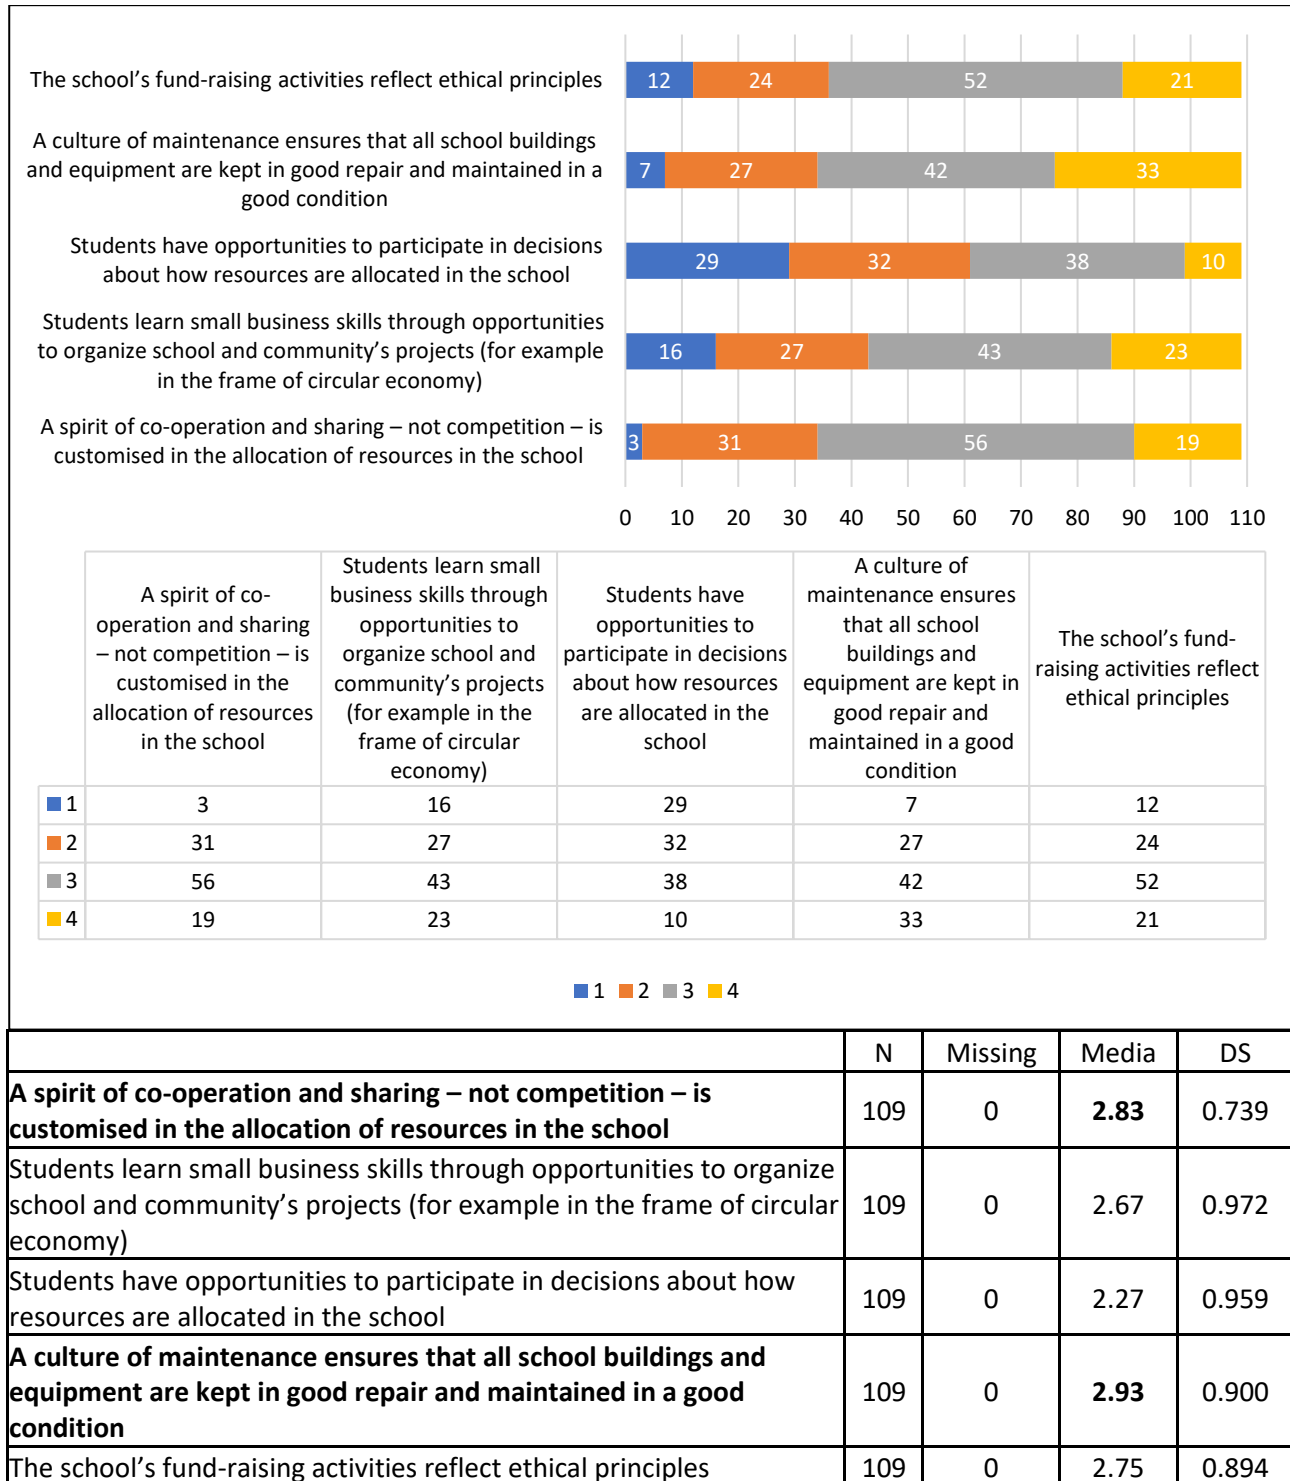 The school’s fund-raising activities reflect ethical principles
12 24 52 21
A culture of maintenance ensures that all school buildings
and equipment are kept in good repair and maintained in a
good condition
7 27 42 33
Students have opportunities to participate in decisions
about how resources are allocated in the school
29 32 38 10
Students learn small business skills through opportunities
to organize school and community’s projects (for example
in the frame of circular economy)
16 27 43 23
A spirit of co-operation and sharing – not competition – is
customised in the allocation of resources in the school
3 31 56 19
0 10 20 30 40 50 60 70 80 90 100 110
A spirit of co-
operation and sharing
– not competition – is
customised in the
allocation of resources
in the school
Students learn small
business skills through
opportunities to
organize school and
community’s projects
(for example in the
frame of circular
economy)
Students have
opportunities to
participate in decisions
about how resources
are allocated in the
school
A culture of
maintenance ensures
that all school
buildings and
equipment are kept in
good repair and
maintained in a good
condition
The school’s fund-
raising activities reflect
ethical principles
1 3 16 29 7 12
2 31 27 32 27 24
3 56 43 38 42 52
4 19 23 10 33 21
1 2 3 4
N Missing Media DS
A spirit of co-operation and sharing – not competition – is
customised in the allocation of resources in the school
109 0 2.83 0.739
Students learn small business skills through opportunities to organize
school and community’s projects (for example in the frame of circular
economy)
109 0 2.67 0.972
Students have opportunities to participate in decisions about how
resources are allocated in the school
109 0 2.27 0.959
A culture of maintenance ensures that all school buildings and
equipment are kept in good repair and maintained in a good
condition
109 0 2.93 0.900
The school’s fund-raising activities reflect ethical principles 109 0 2.75 0.894